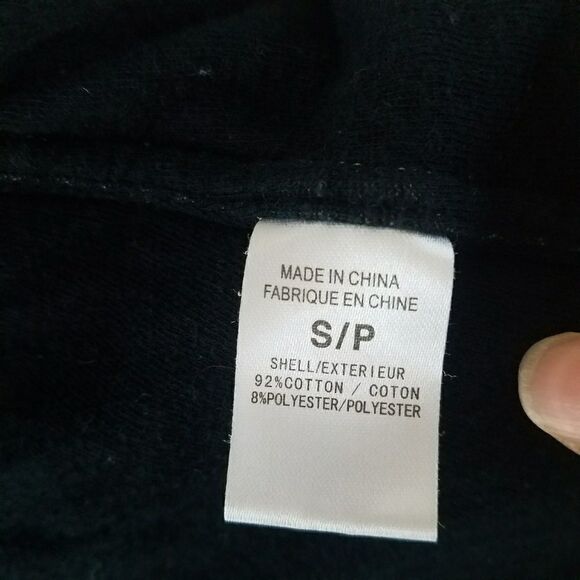 MADE IN CHINA
FABRIQUE EN CHINE
S/P
SHELL/EXTERIEUR
92%COTTON / COTON
8%POLYESTER/POLYESTER